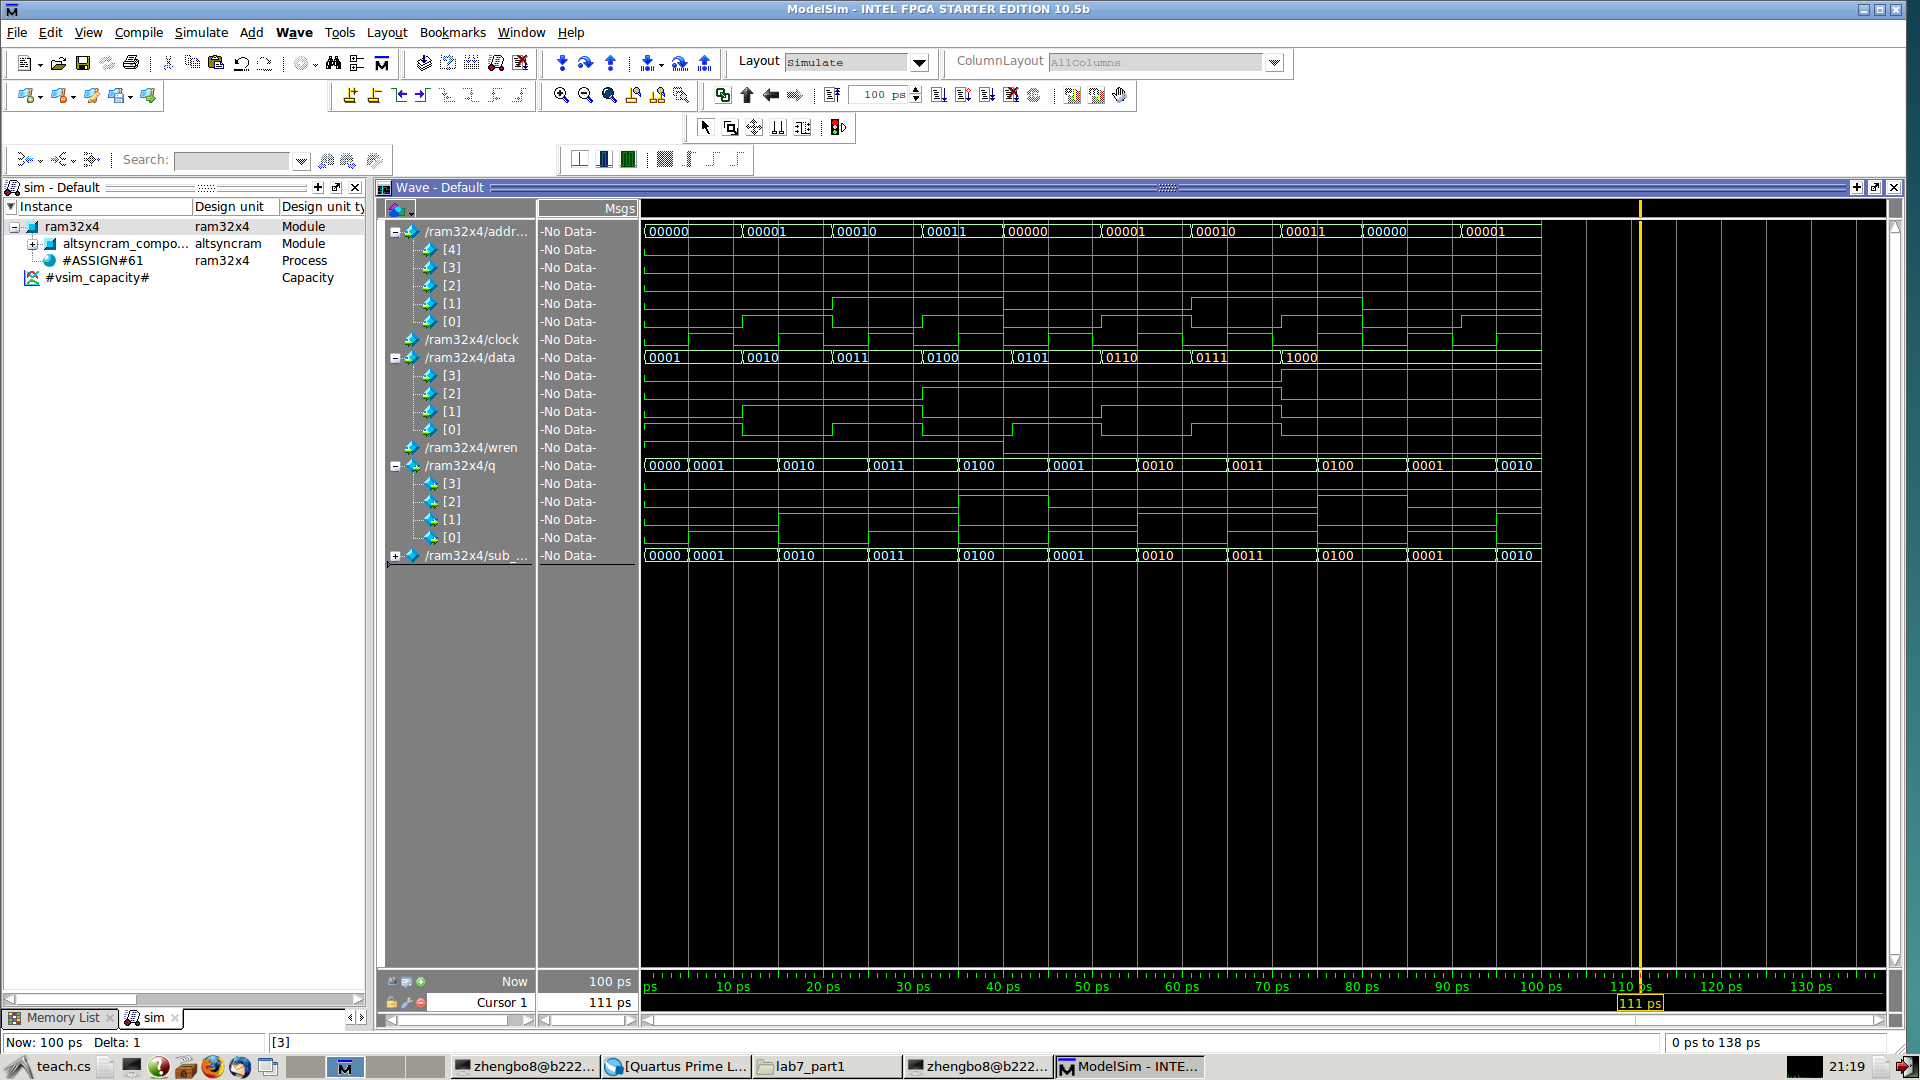 ModelSim - INTEL FPGA STARTER EDITION 10.5b
File Edit View Compile Simulate Add Wave Tools Layout Bookmarks Window Help
Layout Simulate ColumnLayout AllColumns
100 ps
Search:
sim - Default
Instance Design unit Design unit ty
ram32x4 ram32x4 Module
altsyncram_compo... altsyncram Module
#ASSIGN#61 ram32x4 Process
#vsim_capacity# Capacity
Wave - Default
Msgs
/ram32x4/addr... -No Data- 00000 00001 00010 00011 00000 00001 00010 00011 00000 00001
[4] -No Data-
[3] -No Data-
[2] -No Data-
[1] -No Data-
[0] -No Data-
/ram32x4/clock -No Data-
/ram32x4/data -No Data- 0001 0010 0011 0100 0101 0110 0111 1000
[3] -No Data-
[2] -No Data-
[1] -No Data-
[0] -No Data-
/ram32x4/wren -No Data-
/ram32x4/q -No Data- 0000 0001 0010 0011 0100 0001 0010 0011 0100 0001 0010
[3] -No Data-
[2] -No Data-
[1] -No Data-
[0] -No Data-
/ram32x4/sub_... -No Data- 0000 0001 0010 0011 0100 0001 0010 0011 0100 0001 0010
Now 100 ps ps 10 ps 20 ps 30 ps 40 ps 50 ps 60 ps 70 ps 80 ps 90 ps 100 ps 110 ps 120 ps 130 ps
Cursor 1 111 ps 111 ps
Memory List sim
Now: 100 ps Delta: 1 [3] 0 ps to 138 ps
teach.cs M zhengbo8@b222... [Quartus Prime L... lab7_part1 zhengbo8@b222... ModelSim - INTE... 21:19